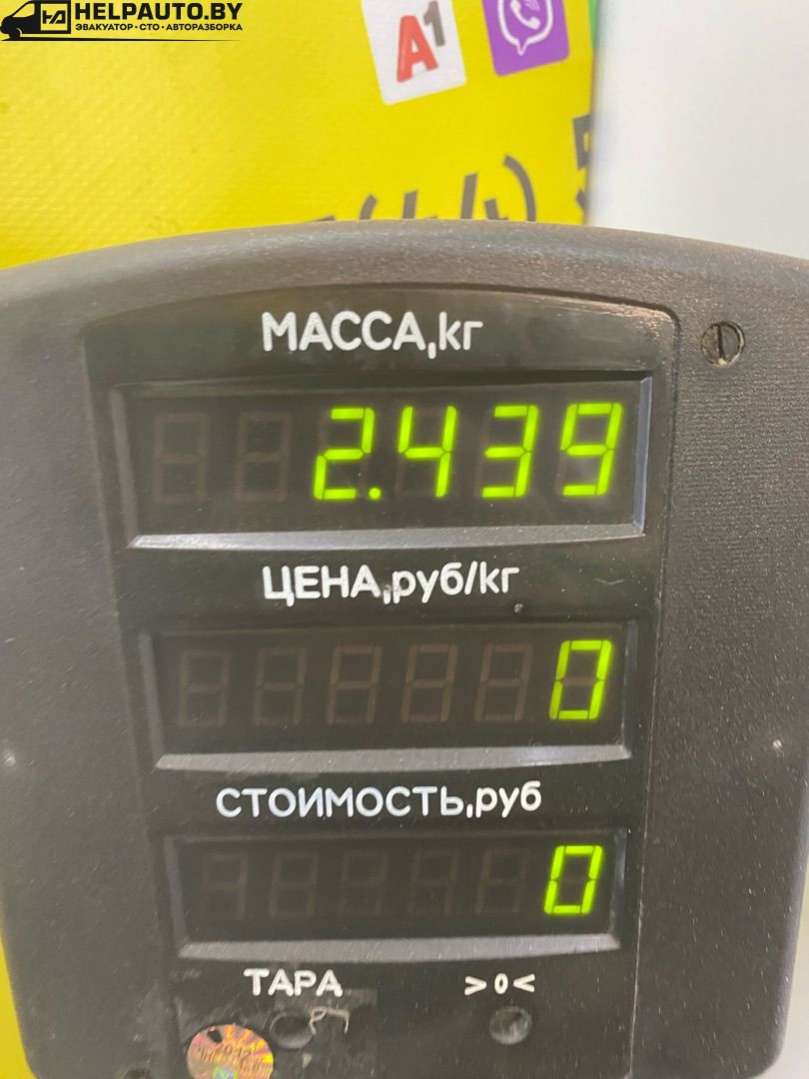 HELPAUTO.BY
ЭВАКУАТОР•СТО•АВТОРАЗБОРКА
A1
МАССА,кг
2.439
ЦЕНА,руб/кг
0
СТОИМОСТЬ,руб
0
ТАРА
>0<